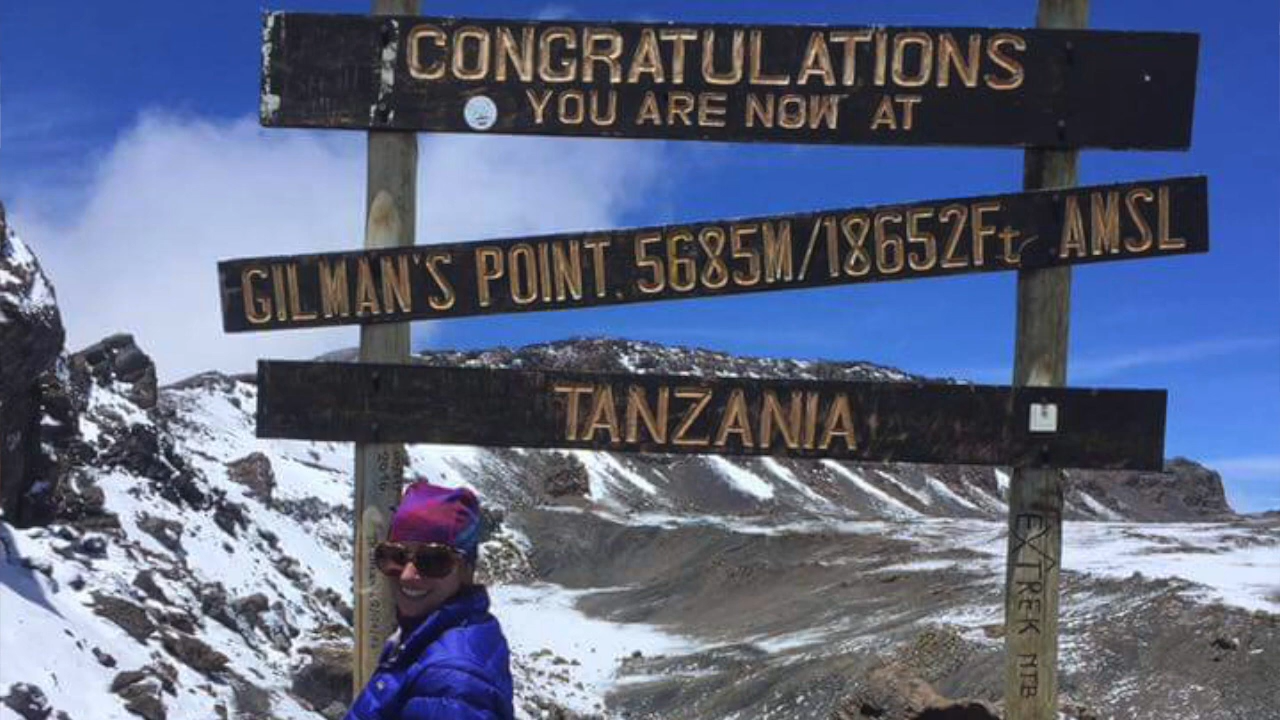 CONGRATULATIONS
YOU ARE NOW AT
GILMAN'S POINT 5685M/18652Ft AMSL
TANZANIA
EXTREK MTB